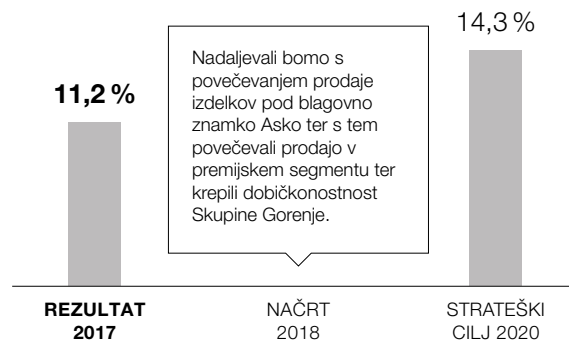 14,3 %
11,2 %
Nadaljevali bomo s
povečevanjem prodaje
izdelkov pod blagovno
znamko Asko ter s tem
povečevali prodajo v
premijskem segmentu ter
krepili dobičkonostnost
Skupine Gorenje.
REZULTAT
2017
NAČRT
2018
STRATEŠKI
CILJ 2020